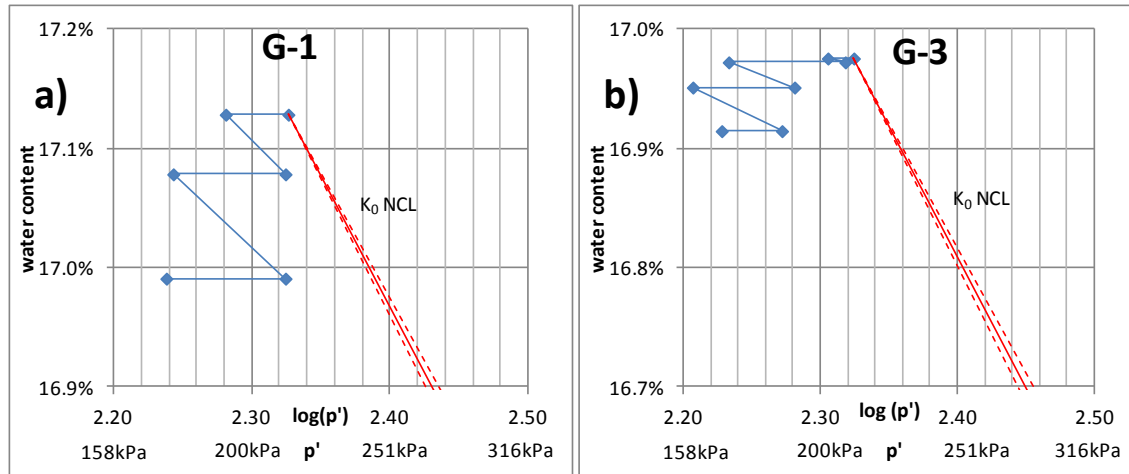 G-1
a)
17.2%
17.1%
17.0%
16.9%
water content
K0 NCL
2.20 2.30 2.40 2.50
log(p')
158kPa 200kPa p' 251kPa 316kPa
G-3
b)
17.0%
16.9%
16.8%
16.7%
water content
K0 NCL
2.20 2.30 2.40 2.50
log (p')
158kPa 200kPa p' 251kPa 316kPa